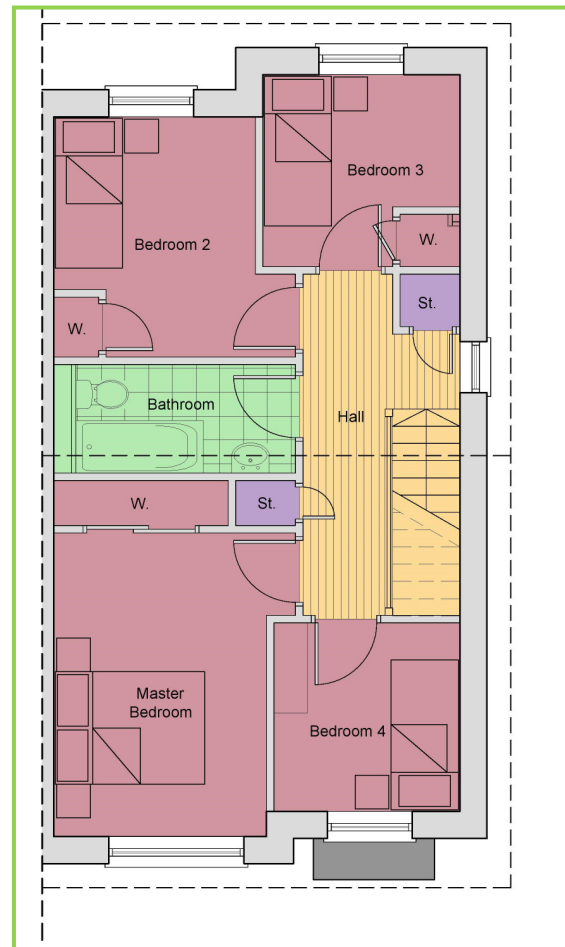 Bedroom 3
Bedroom 2
W.
St.
W.
Bathroom
Hall
W.
St.
Master
Bedroom
Bedroom 4